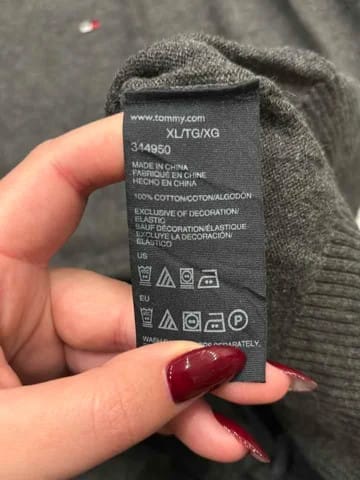 www.tommy.com
XL/TG/XG
344950
MADE IN CHINA
FABRIQUÉ EN CHINE
HECHO EN CHINA
100% COTTON/COTON/ALGODÓN
EXCLUSIVE OF DECORATION/
ELASTIC
SAUF DÉCORATION/ÉLASTIQUE
EXCLUYE LA DECORACIÓN/
ELÁSTICO
US
EU
P
SEPARATELY.